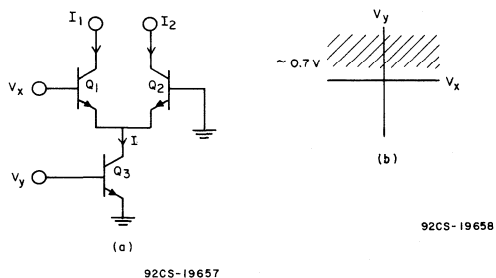 I1
I2
Vx
Q1
Q2
I
Vy
Q3
(a)
92CS-19657
Vy
~ 0.7 V
Vx
(b)
92CS-19658